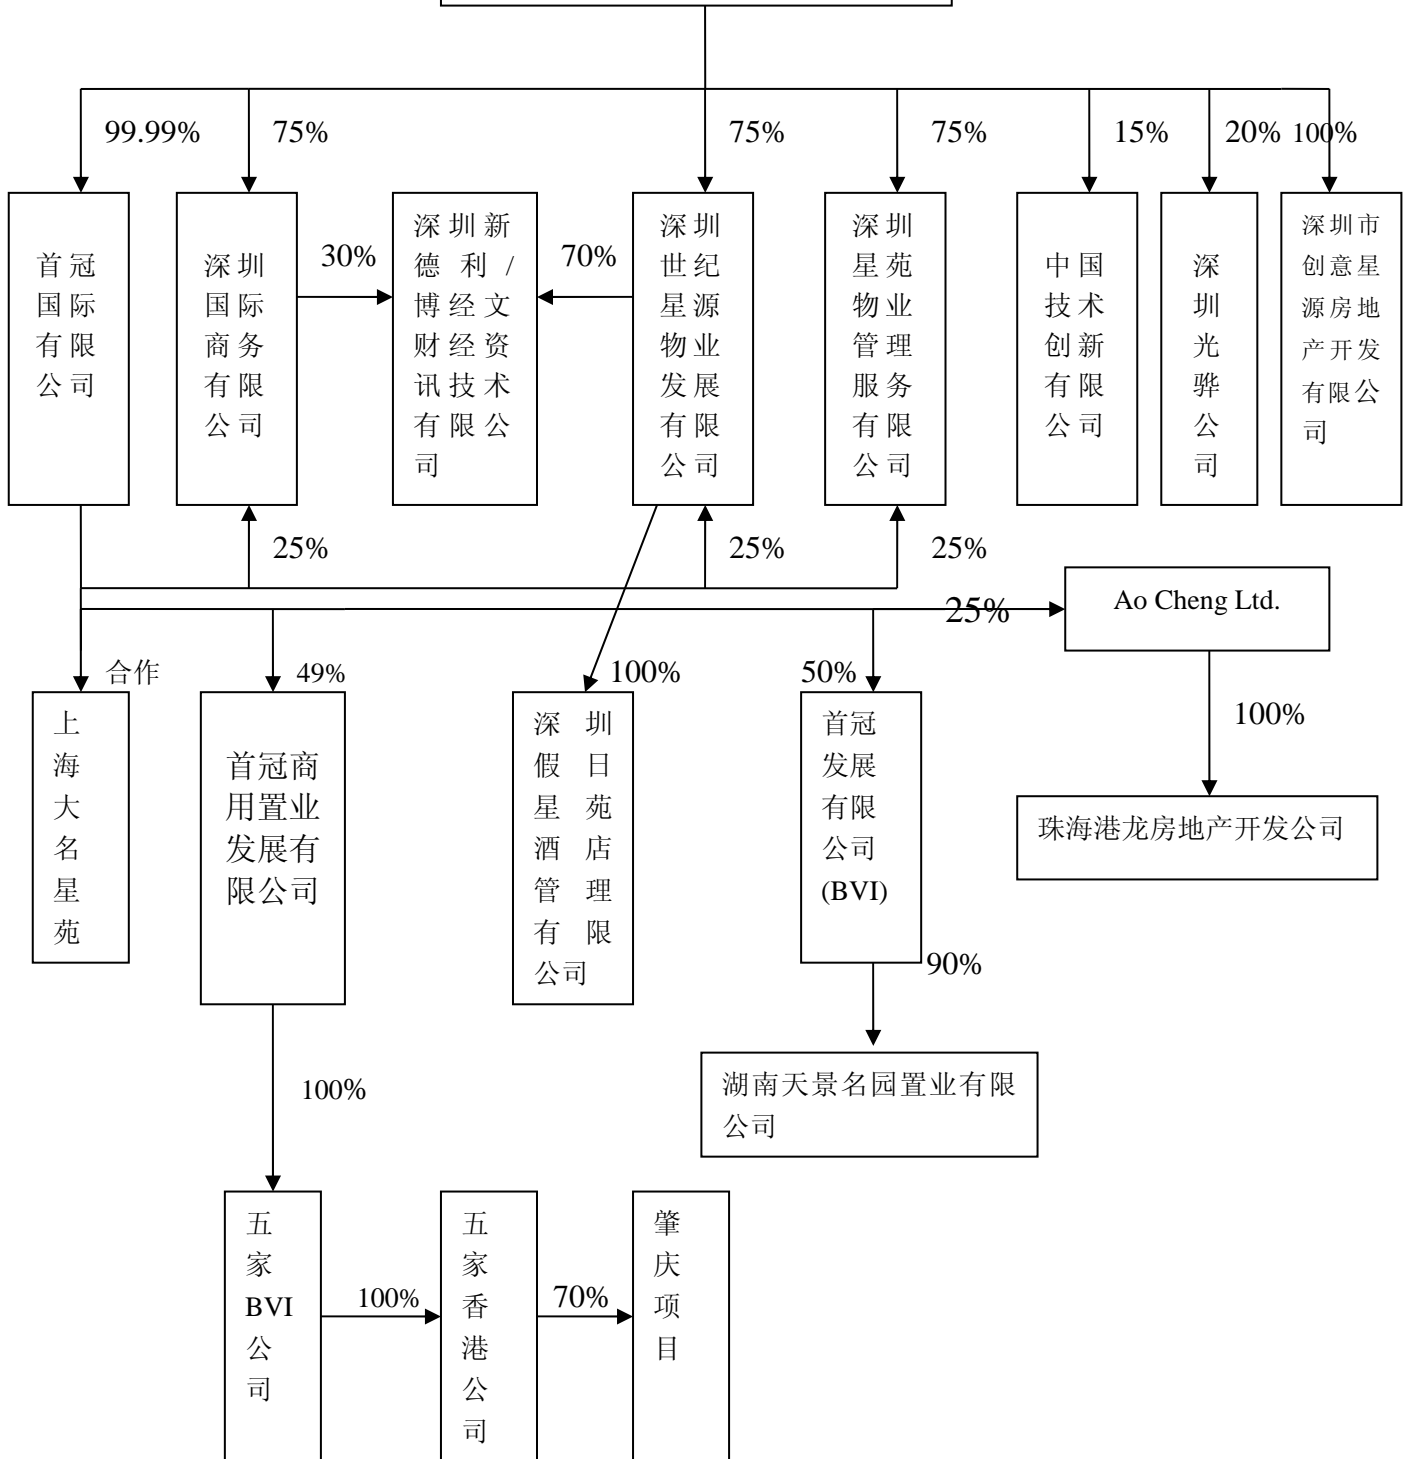 99.99%
75%
75%
75%
15%
20%
100%
首冠
国际
有限
公司
深圳
国际
商务
有限
公司
30%
深圳新
德利/
博经文
财经资
讯技术
有限公
司
70%
深圳
世纪
星源
物业
发展
有限
公司
深圳
星苑
物业
管理
服务
有限
公司
中国
技术
创新
有限
公司
深
圳
光
骅
公
司
深圳市
创意星
源房地
产开发
有限公
司
25%
25%
25%
25%
Ao Cheng Ltd.
合作
49%
100%
50%
100%
上
海
大
名
星
苑
首冠商
用置业
发展有
限公司
深圳
假日
星苑
酒店
管理
有限
公司
首冠
发展
有限
公司
(BVI)
珠海港龙房地产开发公司
90%
湖南天景名园置业有限
公司
100%
五
家
BVI
公
司
100%
五
家
香
港
公
司
70%
肇
庆
项
目